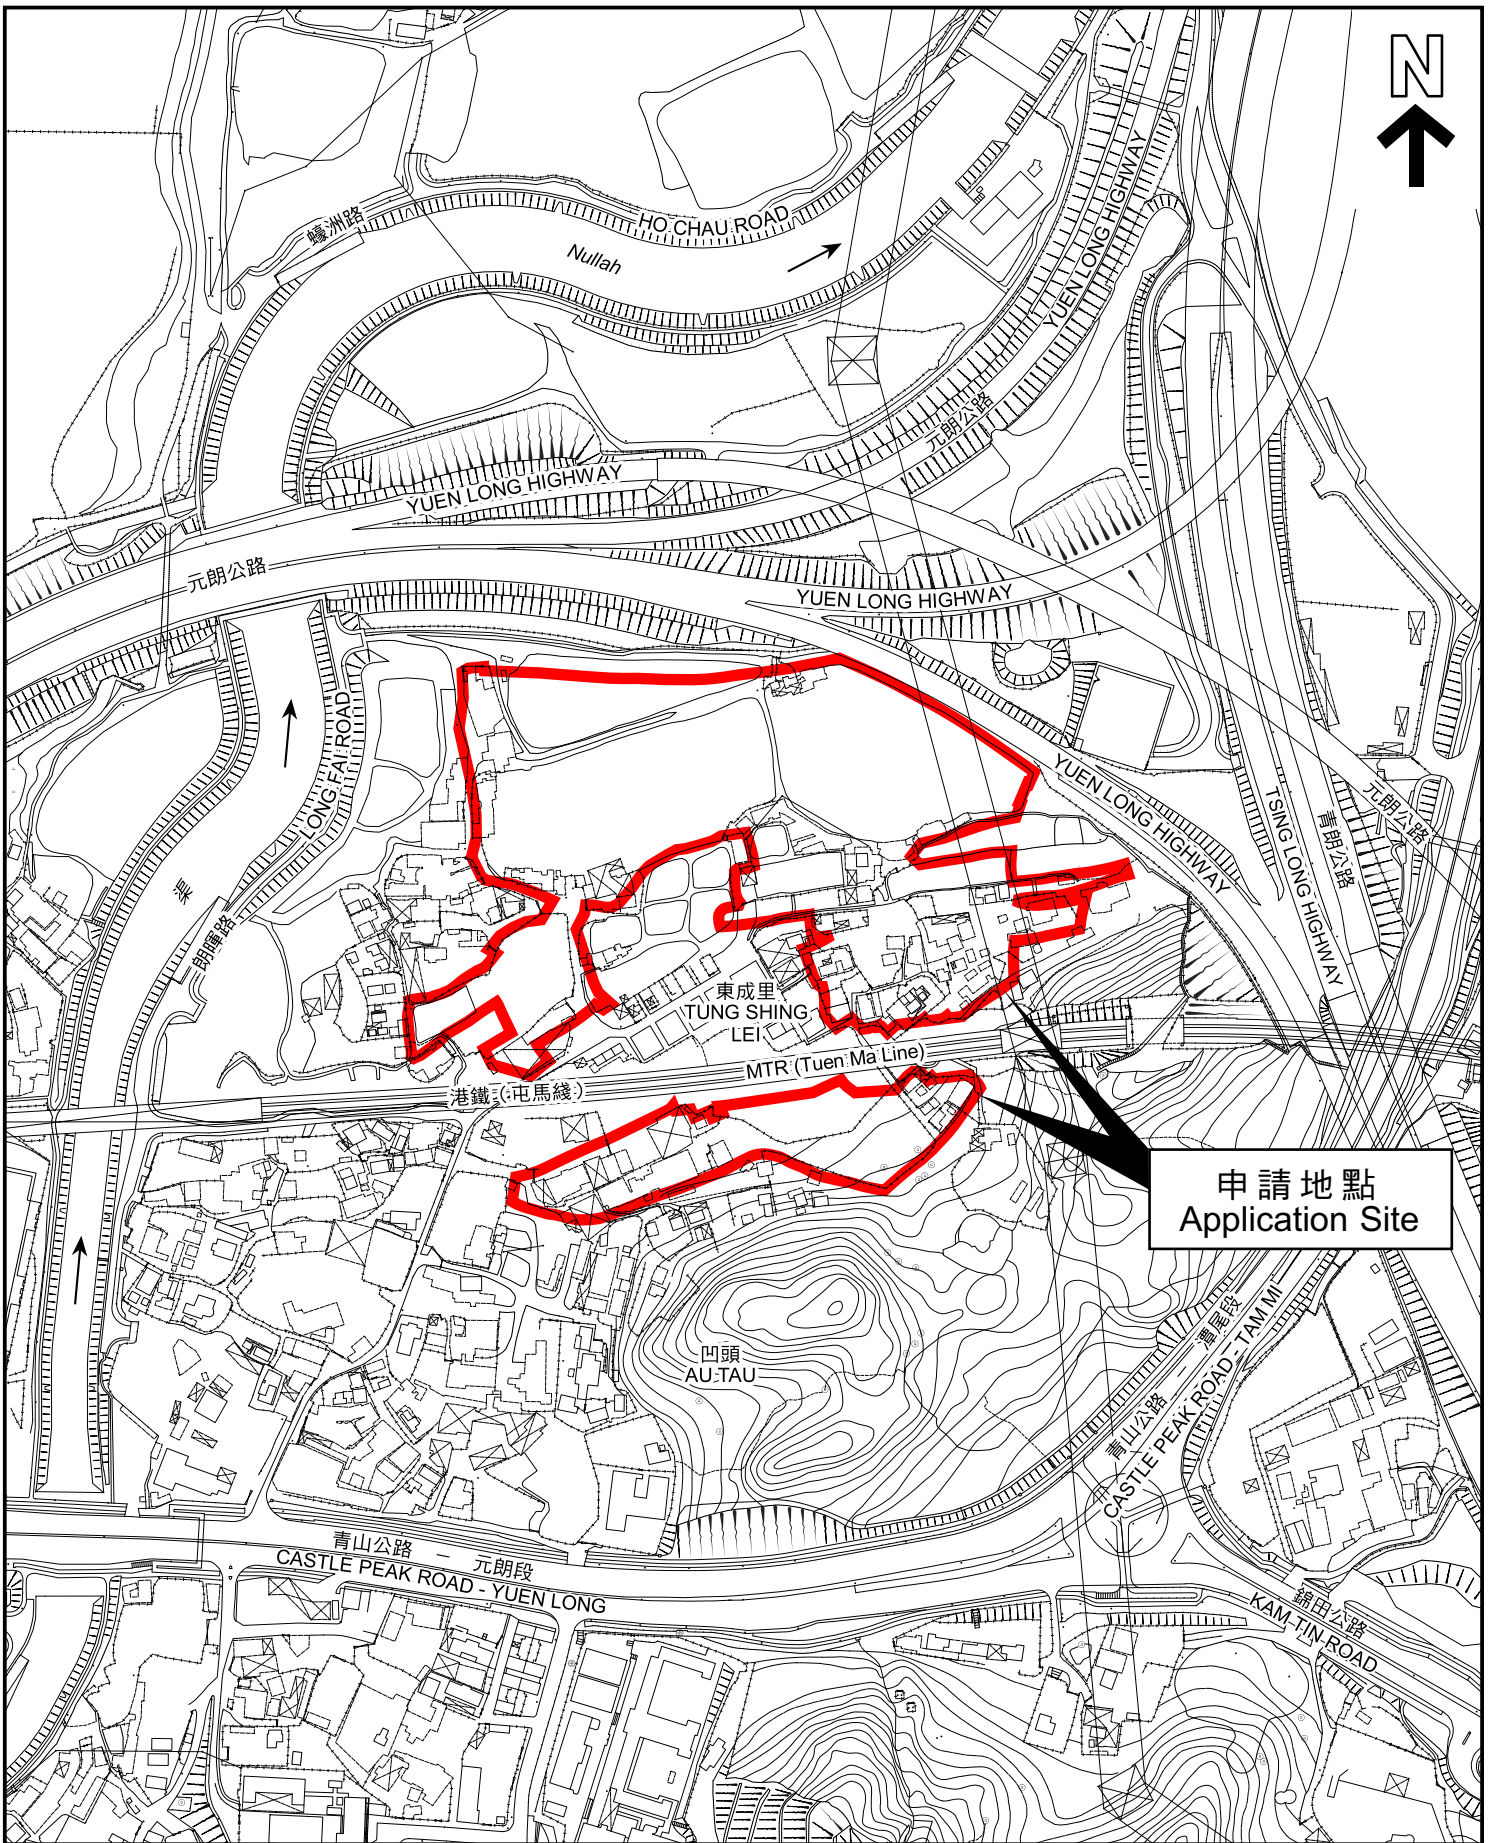 N
蠔洲路
HO CHAU ROAD
Nullah
YUEN LONG HIGHWAY
元朗公路
YUEN LONG HIGHWAY
元朗公路
YUEN LONG HIGHWAY
LONG FAI ROAD
朗暉路
渠
YUEN LONG HIGHWAY
TSING LONG HIGHWAY
青朗公路
元朗公路
東成里
TUNG SHING
LEI
MTR (Tuen Ma Line)
港鐵 (屯馬綫)
申請地點
Application Site
凹頭
AU TAU
青山公路 － 潭尾段
CASTLE PEAK ROAD - TAM MI
青山公路 － 元朗段
CASTLE PEAK ROAD - YUEN LONG
錦田公路
KAM TIN ROAD